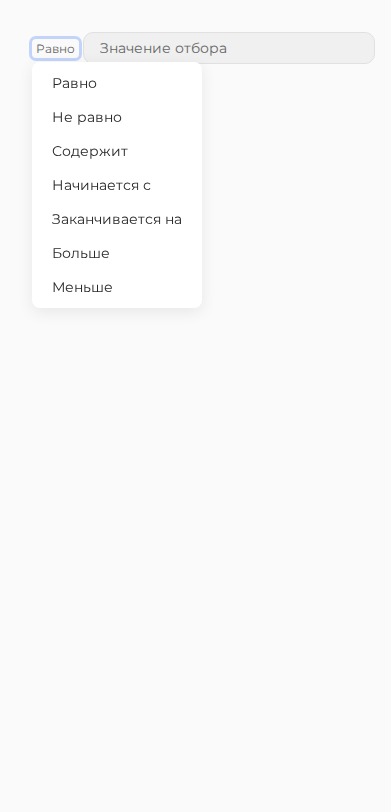 Равно
Значение отбора
Равно
Не равно
Содержит
Начинается с
Заканчивается на
Больше
Меньше